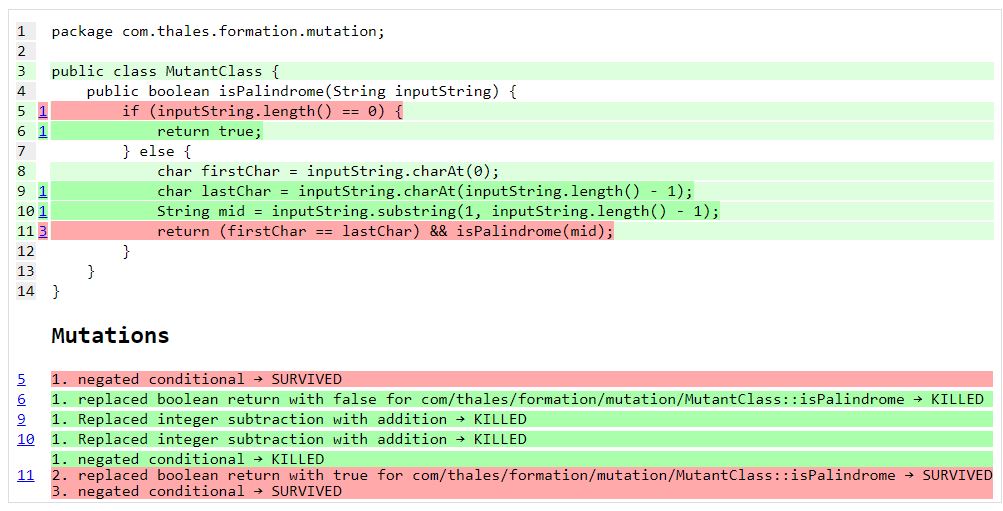 1 package com.thales.formation.mutation;
2
3 public class MutantClass {
4 public boolean isPalindrome(String inputString) {
5 1 if (inputString.length() == 0) {
6 1 return true;
7 } else {
8 char firstChar = inputString.charAt(0);
9 1 char lastChar = inputString.charAt(inputString.length() - 1);
10 1 String mid = inputString.substring(1, inputString.length() - 1);
11 3 return (firstChar == lastChar) && isPalindrome(mid);
12 }
13 }
14 }
Mutations
5 1. negated conditional → SURVIVED
6 1. replaced boolean return with false for com/thales/formation/mutation/MutantClass::isPalindrome → KILLED
9 1. Replaced integer subtraction with addition → KILLED
10 1. Replaced integer subtraction with addition → KILLED
1. negated conditional → KILLED
11 2. replaced boolean return with true for com/thales/formation/mutation/MutantClass::isPalindrome → SURVIVED
3. negated conditional → SURVIVED